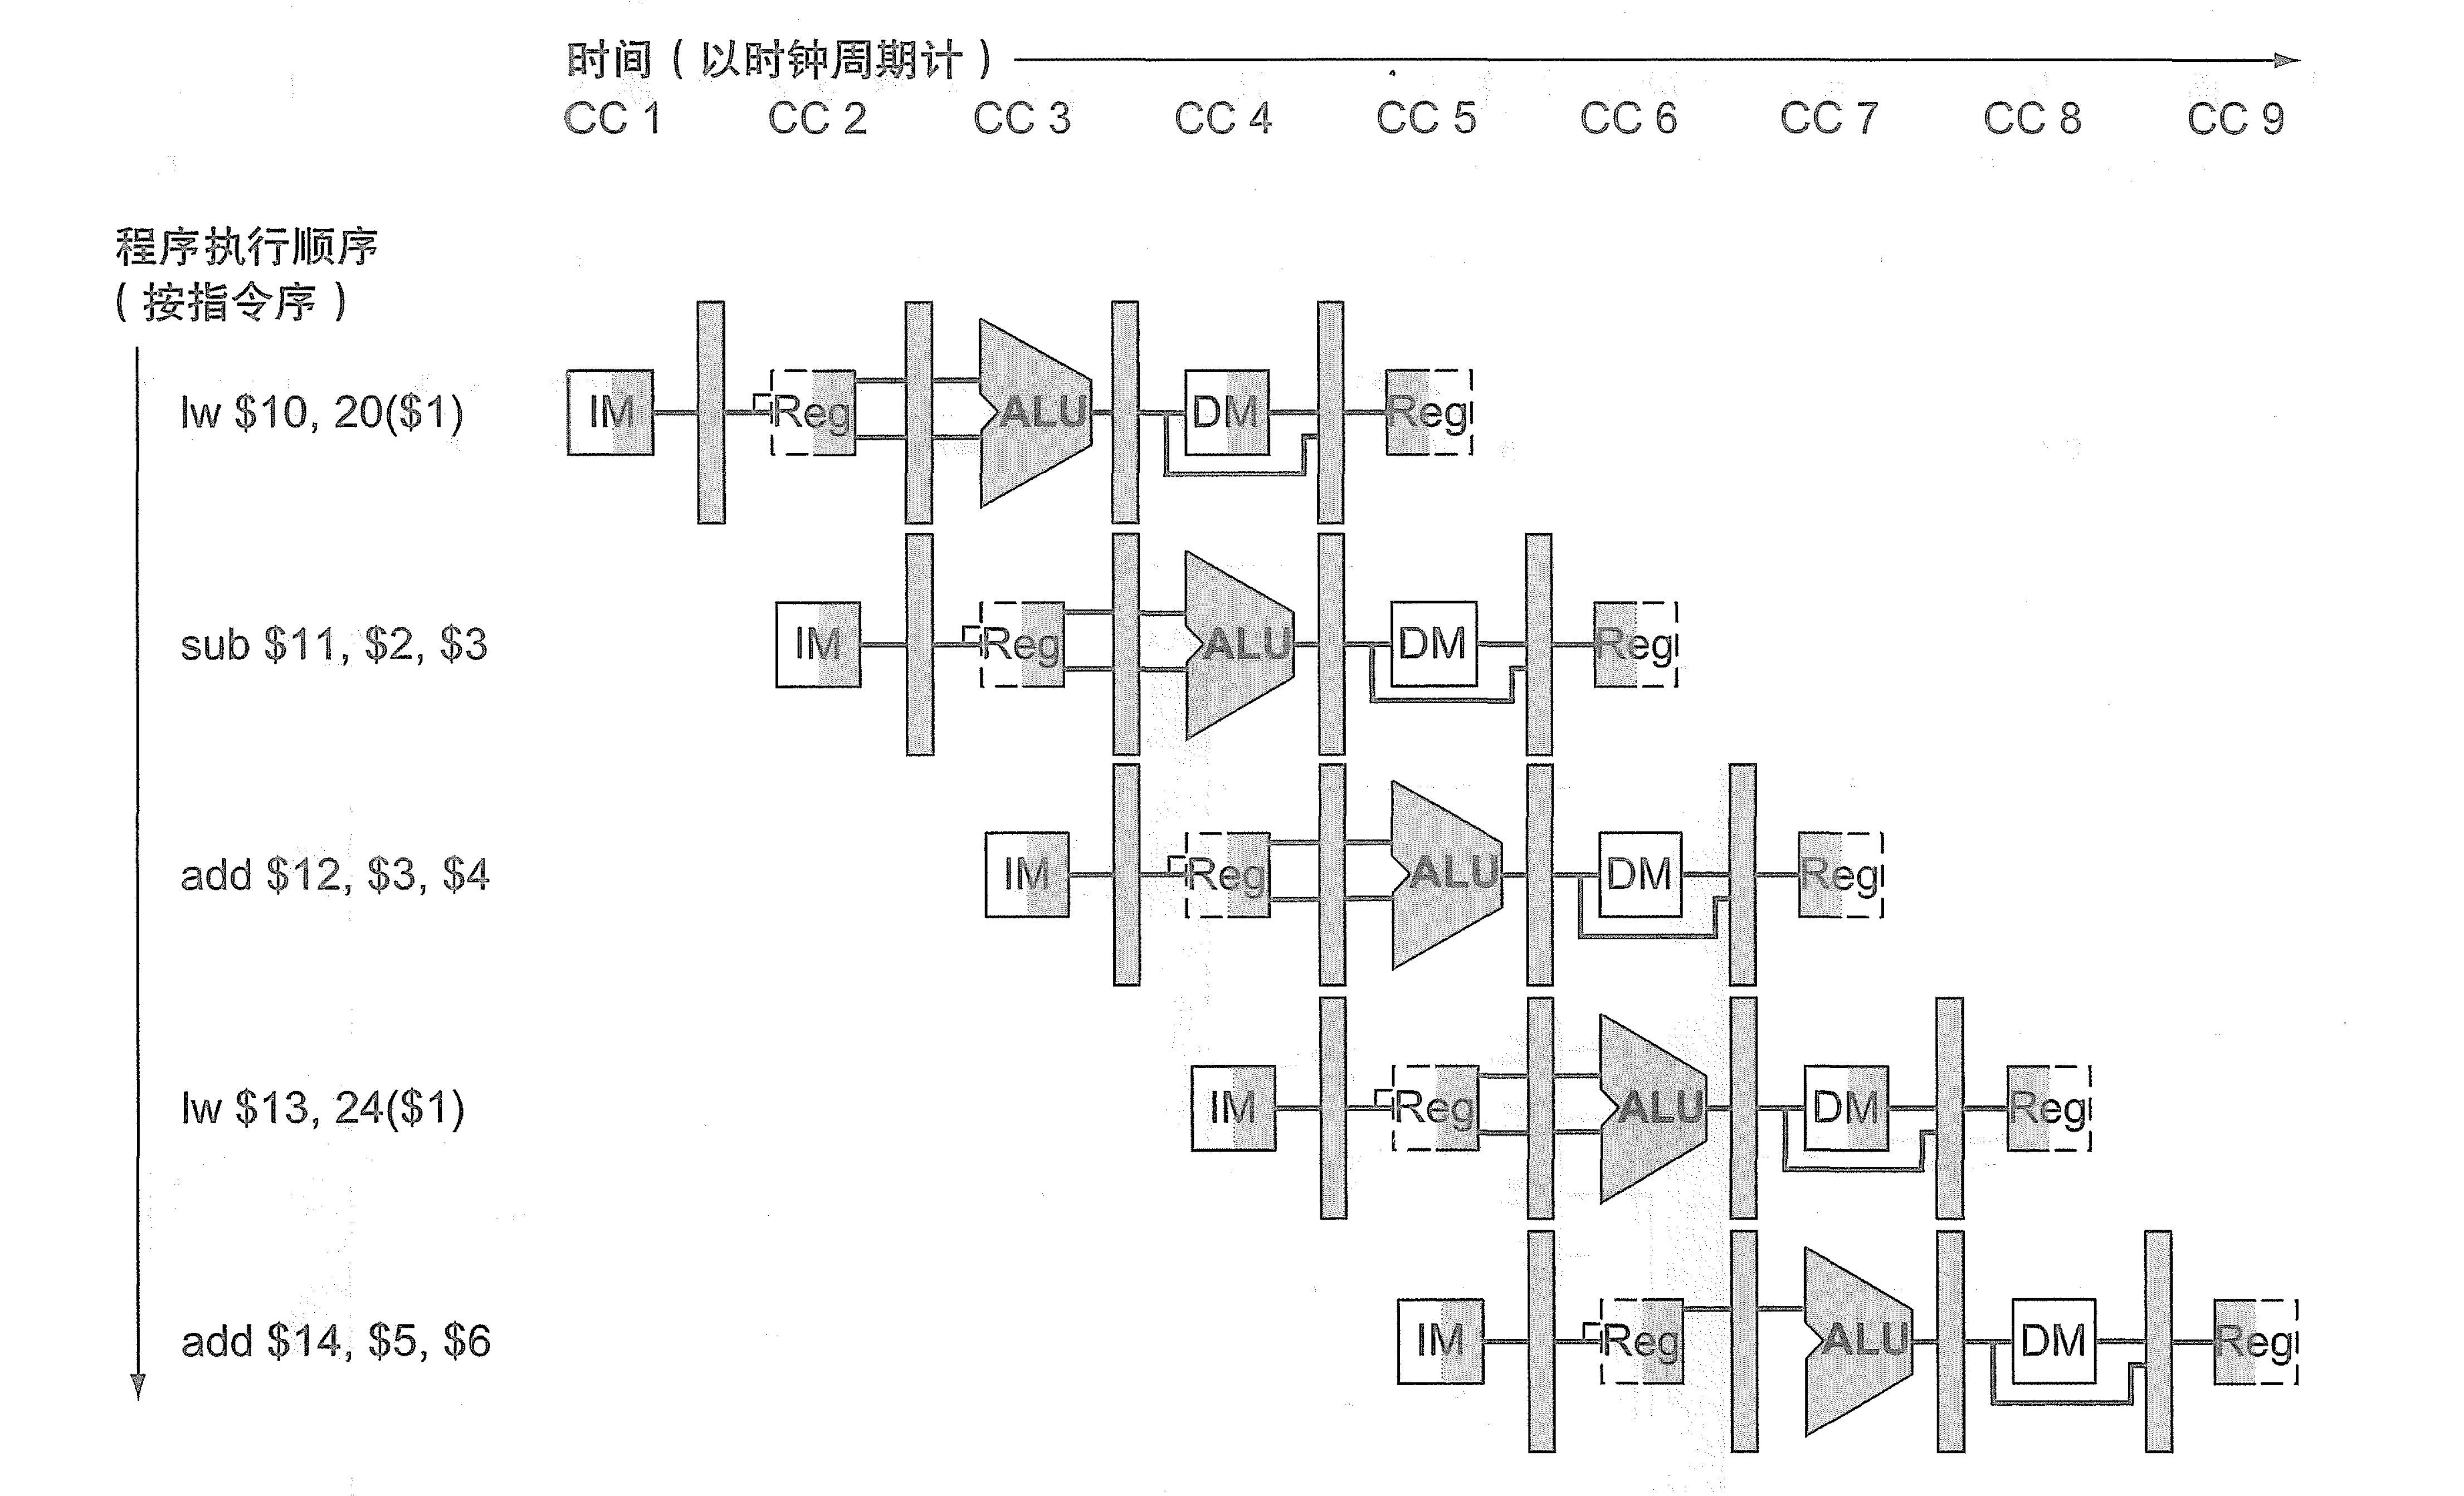 时间（以时钟周期计）
CC 1 CC 2 CC 3 CC 4 CC 5 CC 6 CC 7 CC 8 CC 9
程序执行顺序
（按指令序）
lw $10, 20($1) IM Reg ALU DM Reg
sub $11, $2, $3 IM Reg ALU DM Reg
add $12, $3, $4 IM Reg ALU DM Reg
lw $13, 24($1) IM Reg ALU DM Reg
add $14, $5, $6 IM Reg ALU DM Reg